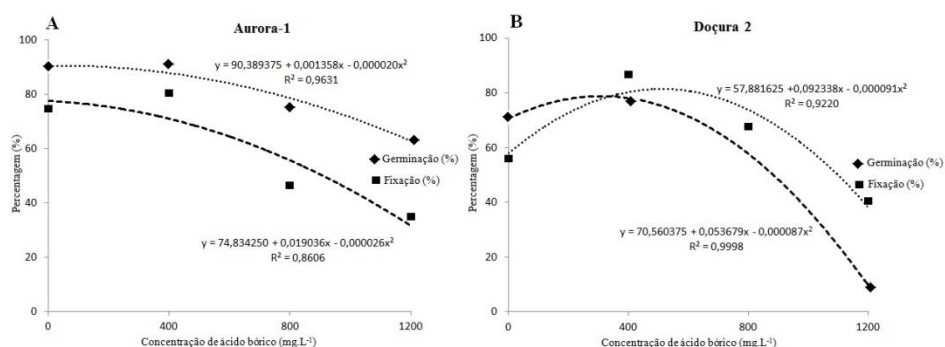 A
Aurora-1
100
80
60
40
20
0
Percentagem (%)
y = 90,389375 + 0,001358x - 0,000020x²
R² = 0,9631
Germinação (%)
Fixação (%)
y = 74,834250 + 0,019036x - 0,000026x²
R² = 0,8606
0
400
800
1200
Concentração de ácido bórico (mg.L⁻¹)
B
Doçura 2
100
80
60
40
20
0
Percentagem (%)
y = 57,881625 +0,092338x - 0,000091x²
R² = 0,9220
Germinação (%)
Fixação (%)
y = 70,560375 + 0,053679x - 0,000087x²
R² = 0,9998
0
400
800
1200
Concentração de ácido bórico (mg.L⁻¹)